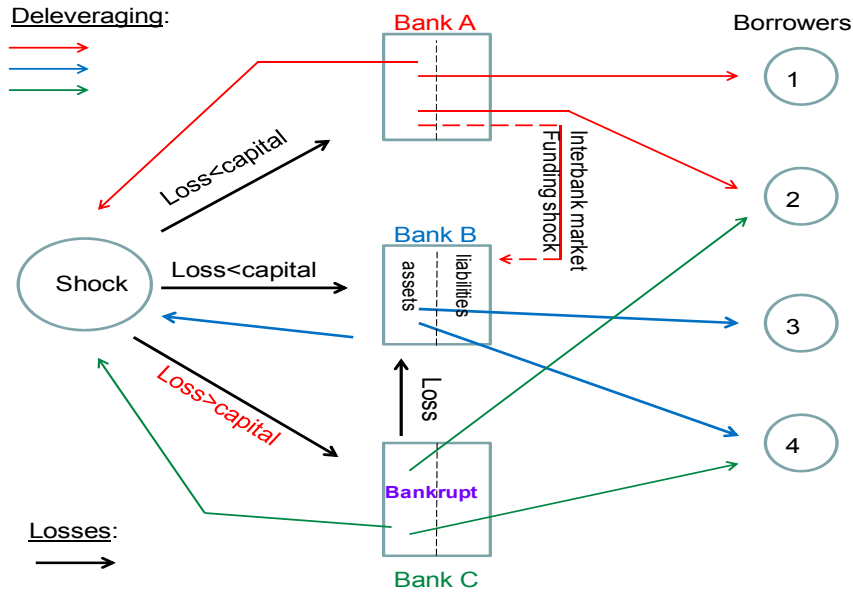 Deleveraging:
Bank A
Borrowers
1
Loss<capital
Interbank market
Funding shock
2
Bank B
Shock
Loss<capital
assets
liabilities
3
Loss>capital
Loss
4
Bankrupt
Losses:
Bank C